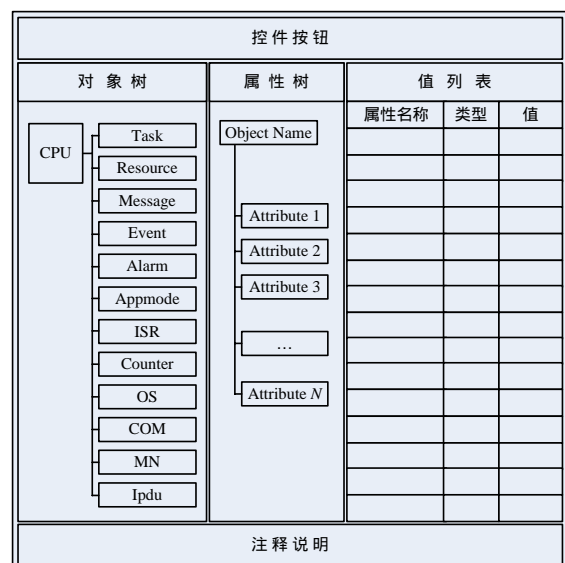 控件按钮
对 象 树
属 性 树
值 列 表
属性名称 类型 值
CPU
Task
Resource
Message
Event
Alarm
Appmode
ISR
Counter
OS
COM
MN
Ipdu
Object Name
Attribute 1
Attribute 2
Attribute 3
…
Attribute N
注释说明